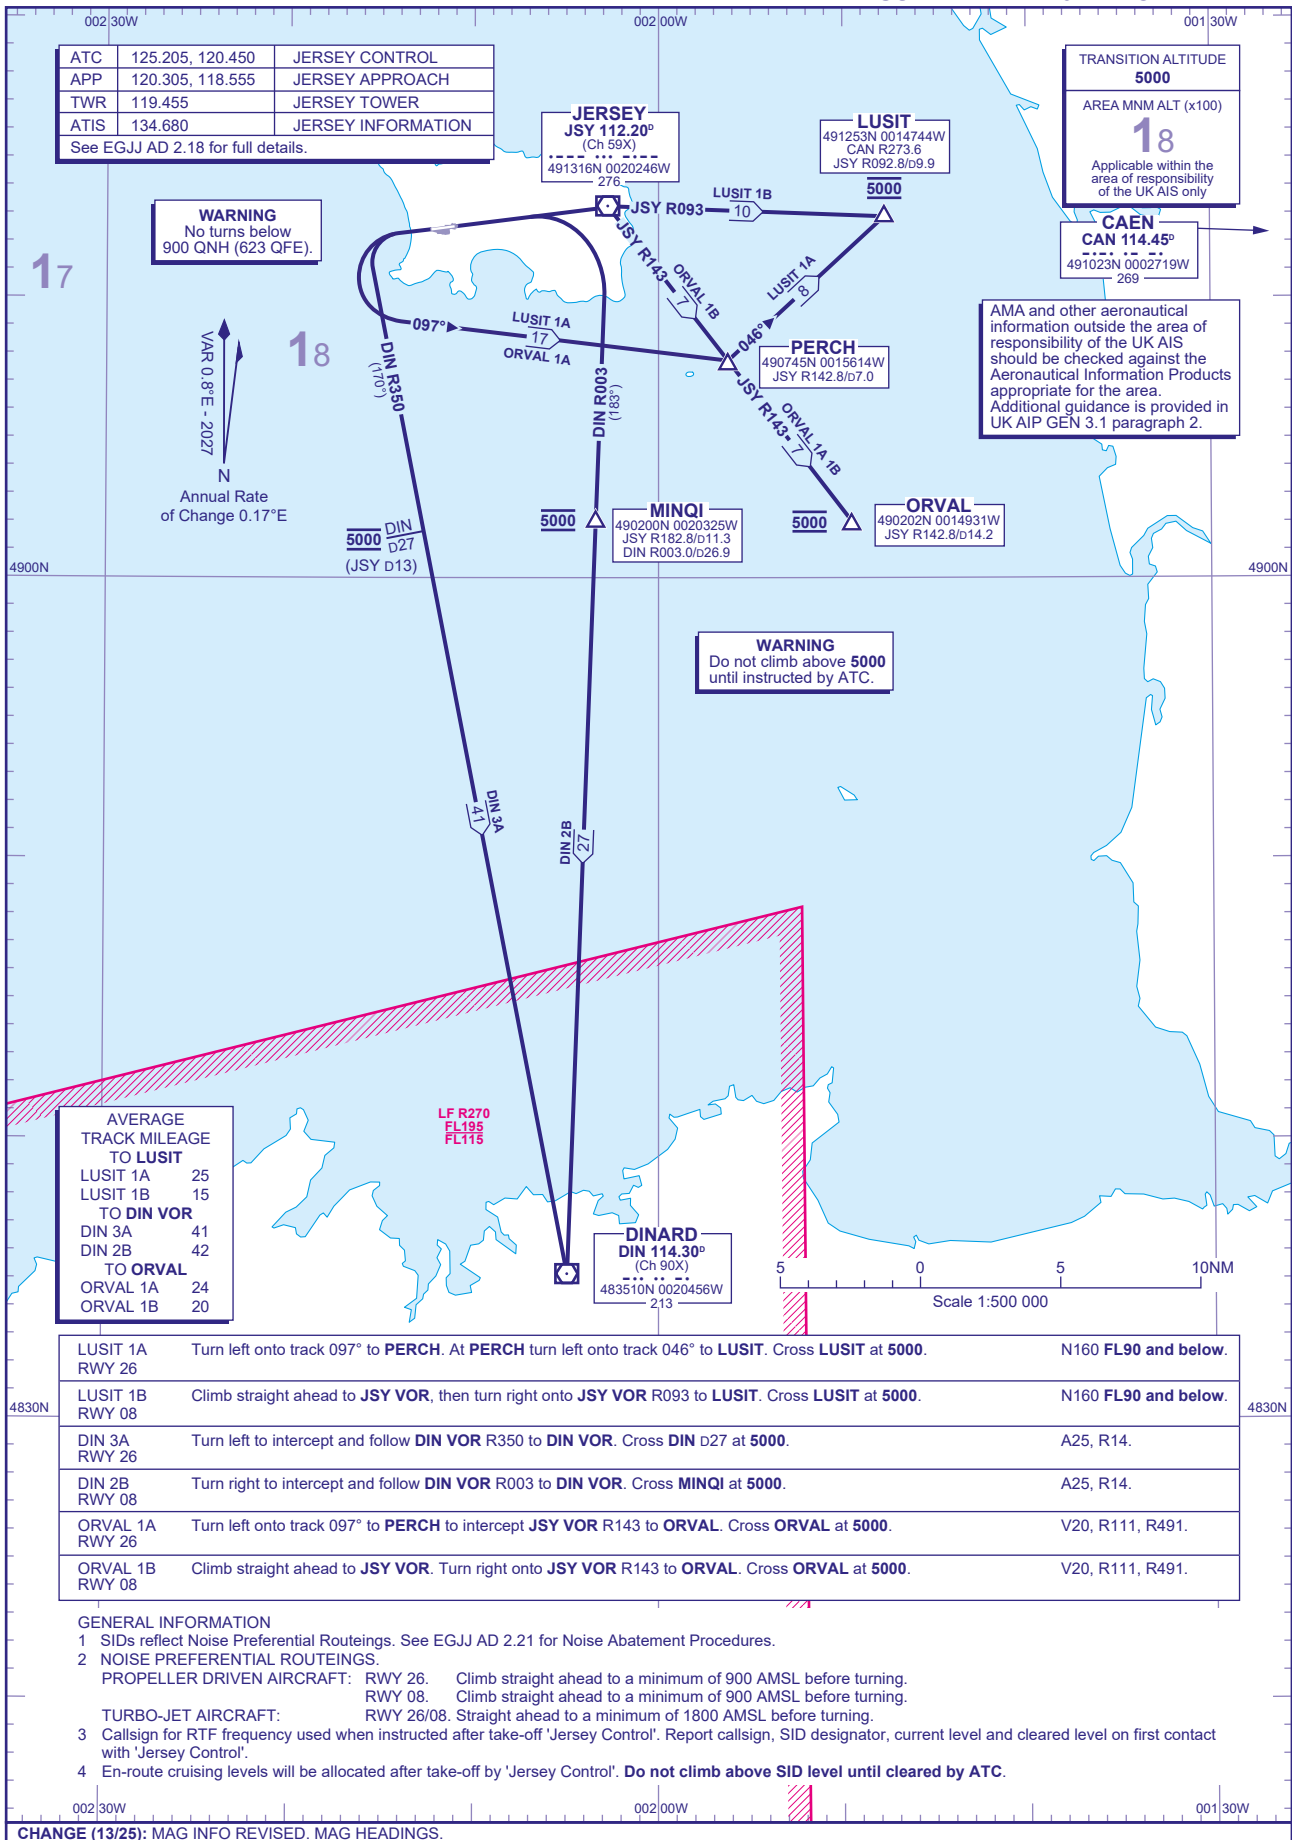 002 30W
002 00W
001 30W
ATC 125.205, 120.450 JERSEY CONTROL
APP 120.305, 118.555 JERSEY APPROACH
TWR 119.455 JERSEY TOWER
ATIS 134.680 JERSEY INFORMATION
See EGJJ AD 2.18 for full details.
TRANSITION ALTITUDE
5000
AREA MNM ALT (x100)
18
Applicable within the
area of responsibility
of the UK AIS only
JERSEY
JSY 112.20D
(Ch 59X)
491316N 0020246W
276
LUSIT
491253N 0014744W
CAN R273.6
JSY R092.8/D9.9
5000
WARNING
No turns below
900 QNH (623 QFE).
CAEN
CAN 114.45D
491023N 0002719W
269
LUSIT 1B
JSY R093
10
JSY R143
ORVAL 1B
7
LUSIT 1A
8
046°
17
18
VAR 0.8°E - 2027
N
Annual Rate
of Change 0.17°E
097°
LUSIT 1A
17
ORVAL 1A
DIN R350
(170°)
DIN R003
(183°)
PERCH
490745N 0015614W
JSY R142.8/D7.0
AMA and other aeronautical
information outside the area of
responsibility of the UK AIS
should be checked against the
Aeronautical Information Products
appropriate for the area.
Additional guidance is provided in
UK AIP GEN 3.1 paragraph 2.
JSY R143
ORVAL 1A 1B
7
5000
DIN
D27
(JSY D13)
5000
MINQI
490200N 0020325W
JSY R182.8/D11.3
DIN R003.0/D26.9
5000
ORVAL
490202N 0014931W
JSY R142.8/D14.2
4900N
4900N
WARNING
Do not climb above 5000
until instructed by ATC.
DIN 3A
41
DIN 2B
27
LF R270
FL195
FL115
AVERAGE
TRACK MILEAGE
TO LUSIT
LUSIT 1A 25
LUSIT 1B 15
TO DIN VOR
DIN 3A 41
DIN 2B 42
TO ORVAL
ORVAL 1A 24
ORVAL 1B 20
DINARD
DIN 114.30D
(Ch 90X)
483510N 0020456W
213
5 0 5 10NM
Scale 1:500 000
LUSIT 1A Turn left onto track 097° to PERCH. At PERCH turn left onto track 046° to LUSIT. Cross LUSIT at 5000. N160 FL90 and below.
RWY 26
LUSIT 1B Climb straight ahead to JSY VOR, then turn right onto JSY VOR R093 to LUSIT. Cross LUSIT at 5000. N160 FL90 and below.
RWY 08
4830N
4830N
DIN 3A Turn left to intercept and follow DIN VOR R350 to DIN VOR. Cross DIN D27 at 5000. A25, R14.
RWY 26
DIN 2B Turn right to intercept and follow DIN VOR R003 to DIN VOR. Cross MINQI at 5000. A25, R14.
RWY 08
ORVAL 1A Turn left onto track 097° to PERCH to intercept JSY VOR R143 to ORVAL. Cross ORVAL at 5000. V20, R111, R491.
RWY 26
ORVAL 1B Climb straight ahead to JSY VOR. Turn right onto JSY VOR R143 to ORVAL. Cross ORVAL at 5000. V20, R111, R491.
RWY 08
GENERAL INFORMATION
1 SIDs reflect Noise Preferential Routeings. See EGJJ AD 2.21 for Noise Abatement Procedures.
2 NOISE PREFERENTIAL ROUTEINGS.
PROPELLER DRIVEN AIRCRAFT: RWY 26. Climb straight ahead to a minimum of 900 AMSL before turning.
RWY 08. Climb straight ahead to a minimum of 900 AMSL before turning.
TURBO-JET AIRCRAFT: RWY 26/08. Straight ahead to a minimum of 1800 AMSL before turning.
3 Callsign for RTF frequency used when instructed after take-off 'Jersey Control'. Report callsign, SID designator, current level and cleared level on first contact
with 'Jersey Control'.
4 En-route cruising levels will be allocated after take-off by 'Jersey Control'. Do not climb above SID level until cleared by ATC.
002 30W
002 00W
001 30W
CHANGE (13/25): MAG INFO REVISED. MAG HEADINGS.